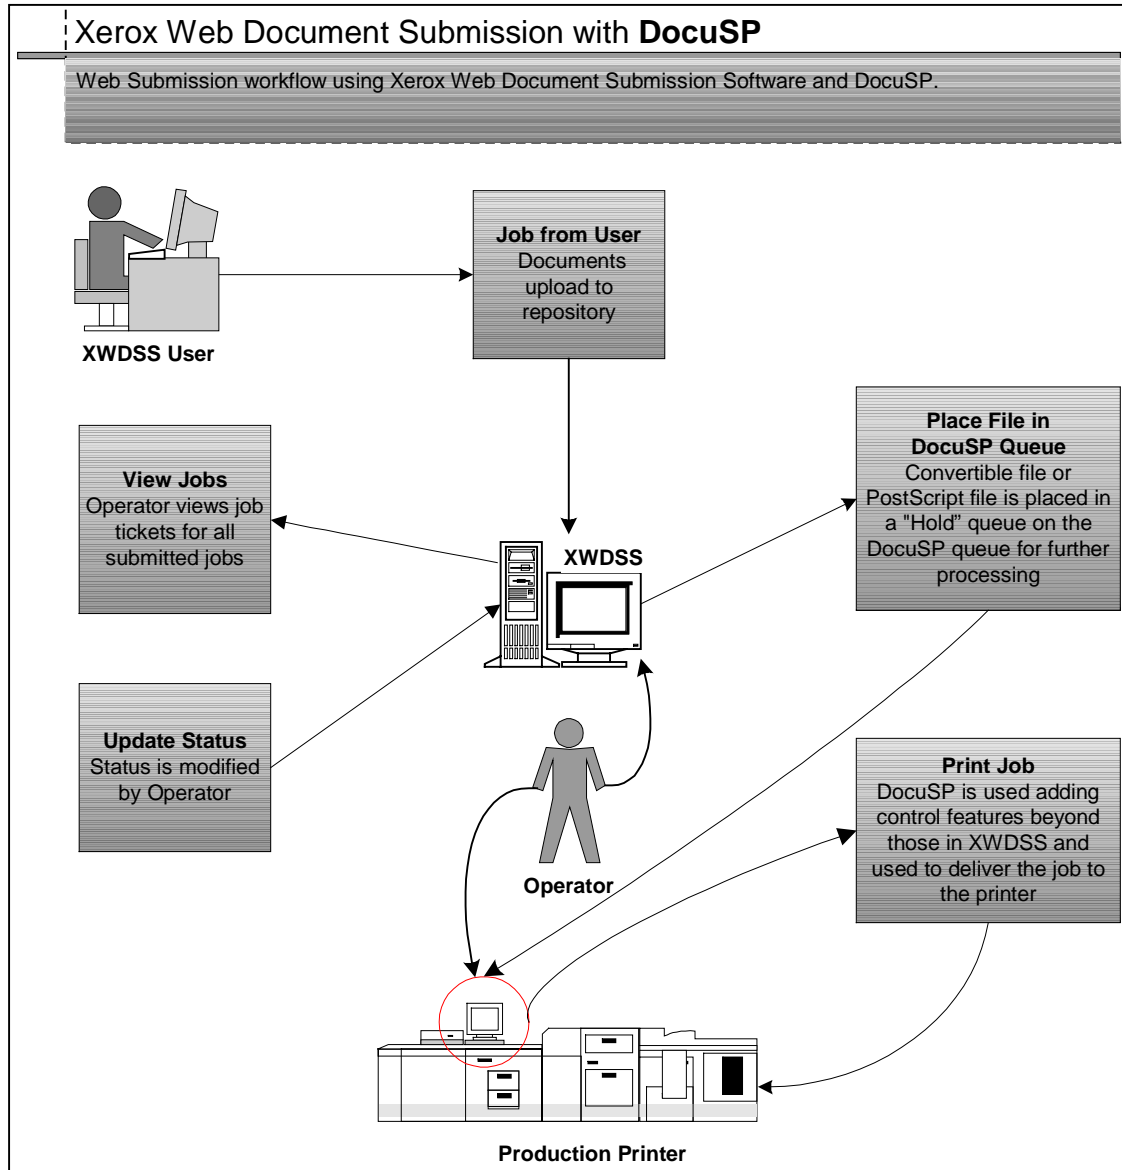 Xerox Web Document Submission with DocuSP
Web Submission workflow using Xerox Web Document Submission Software and DocuSP.
Job from User
Documents
upload to
repository
XWDSS User
Place File in
DocuSP Queue
Convertible file or
PostScript file is placed in
a "Hold” queue on the
DocuSP queue for further
processing
View Jobs
Operator views job
tickets for all
submitted jobs
XWDSS
Update Status
Status is modified
by Operator
Print Job
DocuSP is used adding
control features beyond
those in XWDSS and
used to deliver the job to
the printer
Operator
Production Printer